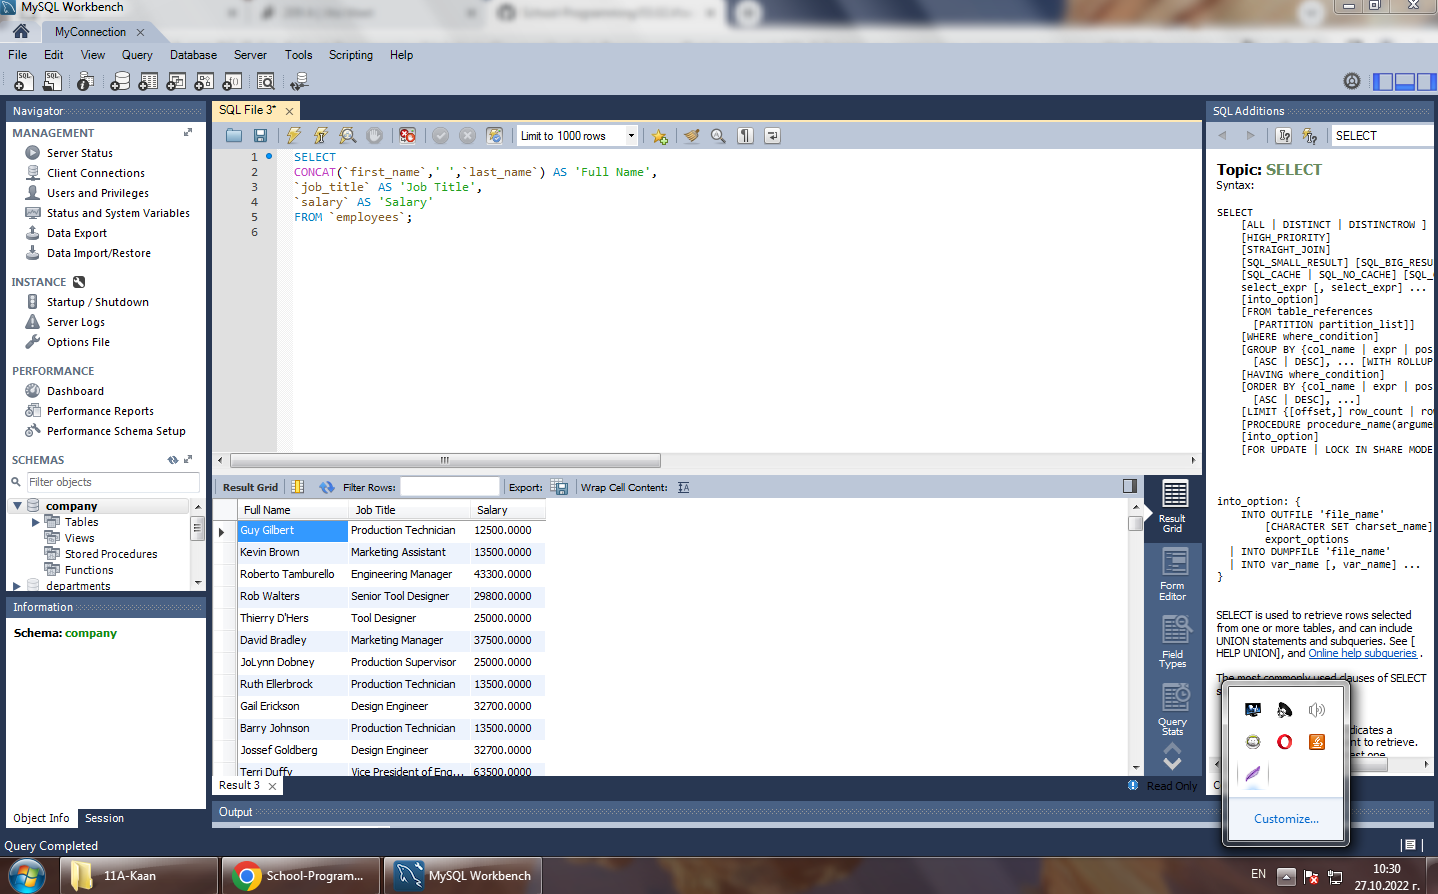 MySQL Workbench
MyConnection
File Edit View Query Database Server Tools Scripting Help
Navigator
MANAGEMENT
Server Status
Client Connections
Users and Privileges
Status and System Variables
Data Export
Data Import/Restore
INSTANCE
Startup / Shutdown
Server Logs
Options File
PERFORMANCE
Dashboard
Performance Reports
Performance Schema Setup
SCHEMAS
Filter objects
company
Tables
Views
Stored Procedures
Functions
departments
Information
Schema: company
Object Info Session
Query Completed
SQL File 3*
Limit to 1000 rows
1 SELECT
2 CONCAT(`first_name`,' ',`last_name`) AS 'Full Name',
3 `job_title` AS 'Job Title',
4 `salary` AS 'Salary'
5 FROM `employees`;
6
Result Grid Filter Rows: Export: Wrap Cell Content:
Full Name Job Title Salary
Guy Gilbert Production Technician 12500.0000
Kevin Brown Marketing Assistant 13500.0000
Roberto Tamburello Engineering Manager 43300.0000
Rob Walters Senior Tool Designer 29800.0000
Thierry D'Hers Tool Designer 25000.0000
David Bradley Marketing Manager 37500.0000
JoLynn Dobney Production Supervisor 25000.0000
Ruth Ellerbrock Production Technician 13500.0000
Gail Erickson Design Engineer 32700.0000
Barry Johnson Production Technician 13500.0000
Jossef Goldberg Design Engineer 32700.0000
Terri Duffy Vice President of Eng... 63500.0000
Result
Grid
Form
Editor
Field
Types
Query
Stats
Result 3
Read Only
Output
SQL Additions
SELECT
Topic: SELECT
Syntax:
SELECT
[ALL | DISTINCT | DISTINCTROW ]
[HIGH_PRIORITY]
[STRAIGHT_JOIN]
[SQL_SMALL_RESULT] [SQL_BIG_RESU
[SQL_CACHE | SQL_NO_CACHE] [SQL_
select_expr [, select_expr] ...
[into_option]
[FROM table_references
[PARTITION partition_list]]
[WHERE where_condition]
[GROUP BY {col_name | expr | pos
[ASC | DESC], ... [WITH ROLLUP
[HAVING where_condition]
[ORDER BY {col_name | expr | pos
[ASC | DESC], ...]
[LIMIT {[offset,] row_count | ro
[PROCEDURE procedure_name(argume
[into_option]
[FOR UPDATE | LOCK IN SHARE MODE
into_option: {
INTO OUTFILE 'file_name'
[CHARACTER SET charset_name]
export_options
| INTO DUMPFILE 'file_name'
| INTO var_name [, var_name] ...
}
SELECT is used to retrieve rows selected
from one or more tables, and can include
UNION statements and subqueries. See [
HELP UNION], and Online help subqueries .
The most commonly used clauses of SELECT
dicates a
nt to retrieve.
Customize...
11A-Kaan
School-Program...
MySQL Workbench
EN
10:30
27.10.2022 г.